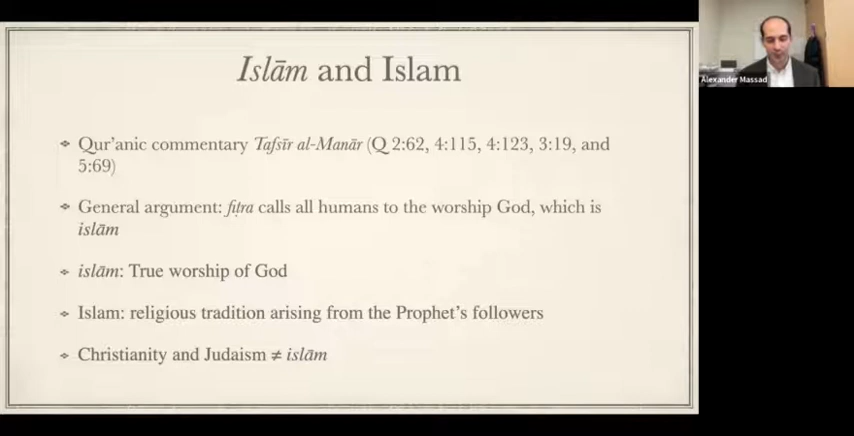 Islām and Islam
Qur'anic commentary Tafsīr al-Manār (Q 2:62, 4:115, 4:123, 3:19, and
5:69)
General argument: fiṭra calls all humans to the worship God, which is
islām
islām: True worship of God
Islam: religious tradition arising from the Prophet's followers
Christianity and Judaism ≠ islām
Alexander Massad